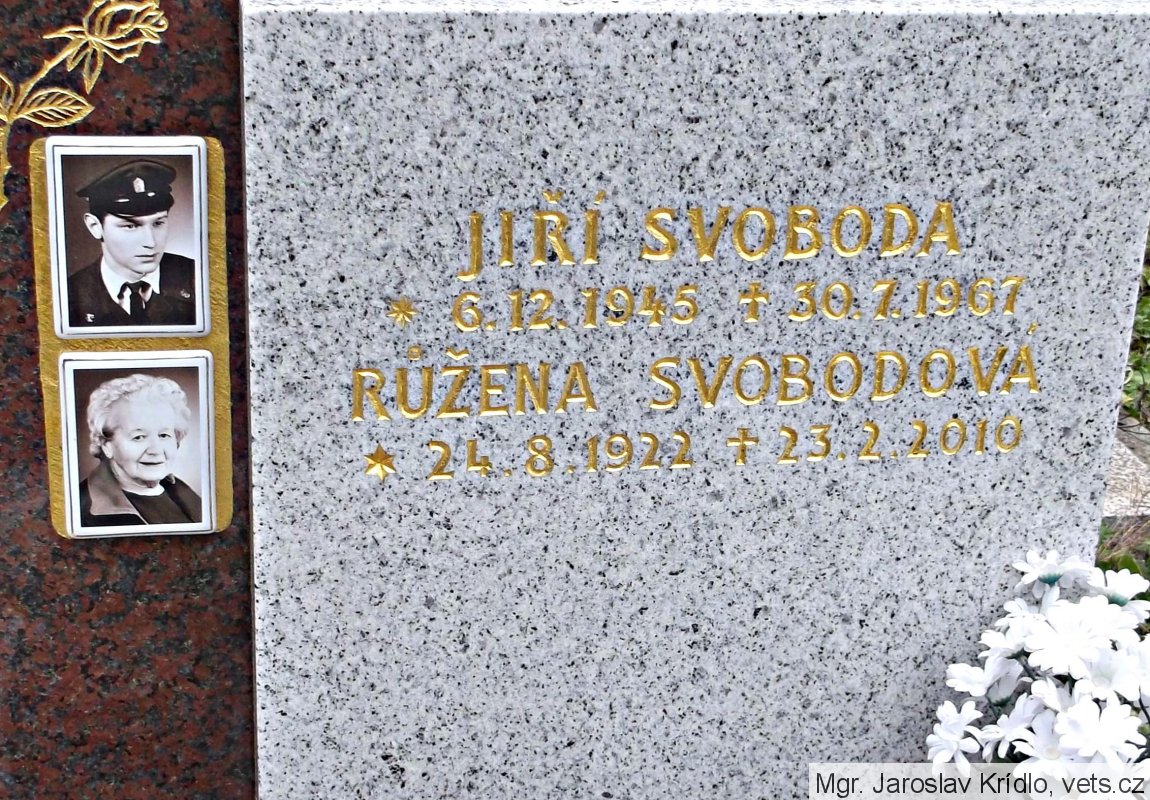 JIŘÍ SVOBODA
* 6.12.1945 ✝ 30.7.1967
RŮŽENA SVOBODOVÁ
* 24.8.1922 ✝ 23.2.2010
Mgr. Jaroslav Krídlo, vets.cz